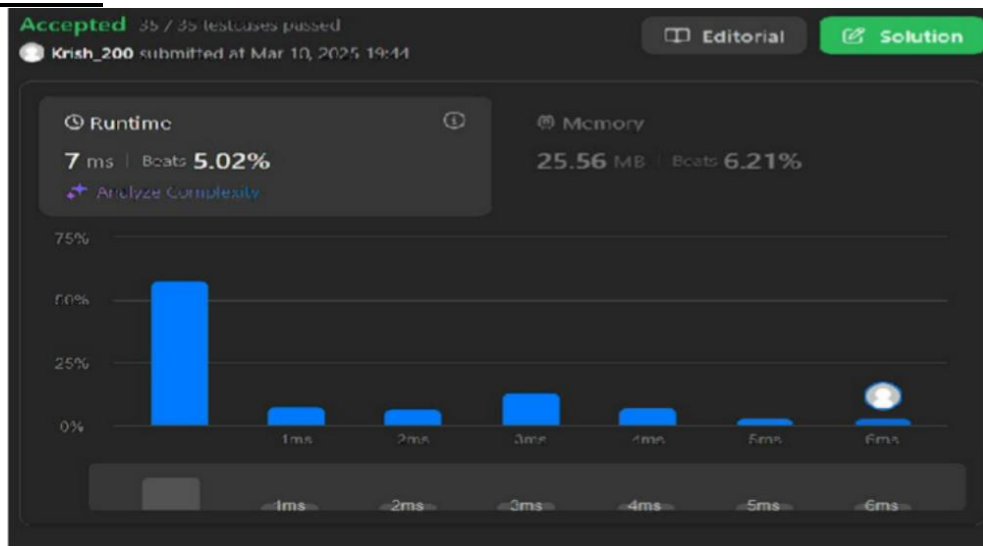 Accepted 35 / 35 testcases passed
Krish_200 submitted at Mar 10, 2025 19:44
Editorial
Solution
Runtime
7 ms | Beats 5.02%
Analyze Complexity
Memory
25.56 MB | Beats 6.21%
75%
50%
25%
0%
1ms 2ms 3ms 4ms 5ms 6ms
1ms 2ms 3ms 4ms 5ms 6ms